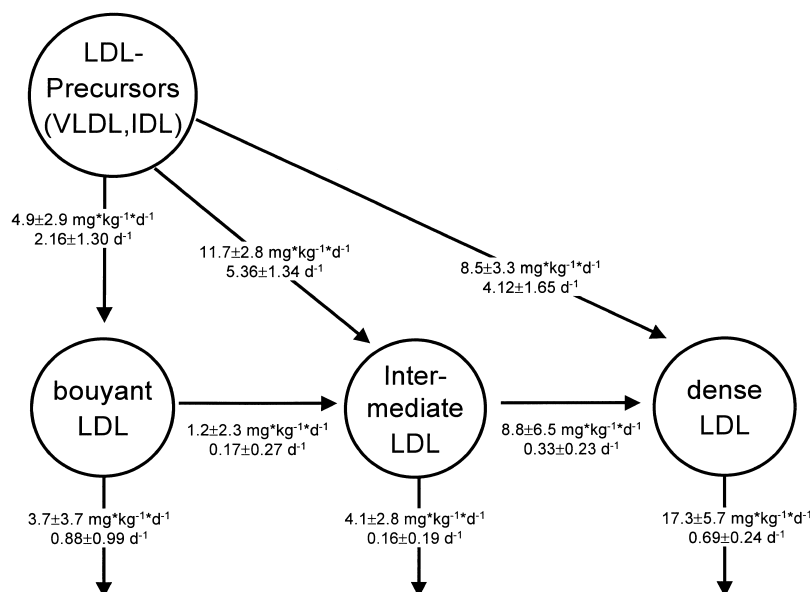 LDL-
Precursors
(VLDL,IDL)
4.9±2.9 mg*kg⁻¹*d⁻¹
2.16±1.30 d⁻¹
11.7±2.8 mg*kg⁻¹*d⁻¹
5.36±1.34 d⁻¹
8.5±3.3 mg*kg⁻¹*d⁻¹
4.12±1.65 d⁻¹
bouyant
LDL
1.2±2.3 mg*kg⁻¹*d⁻¹
0.17±0.27 d⁻¹
Inter-
mediate
LDL
8.8±6.5 mg*kg⁻¹*d⁻¹
0.33±0.23 d⁻¹
dense
LDL
3.7±3.7 mg*kg⁻¹*d⁻¹
0.88±0.99 d⁻¹
4.1±2.8 mg*kg⁻¹*d⁻¹
0.16±0.19 d⁻¹
17.3±5.7 mg*kg⁻¹*d⁻¹
0.69±0.24 d⁻¹